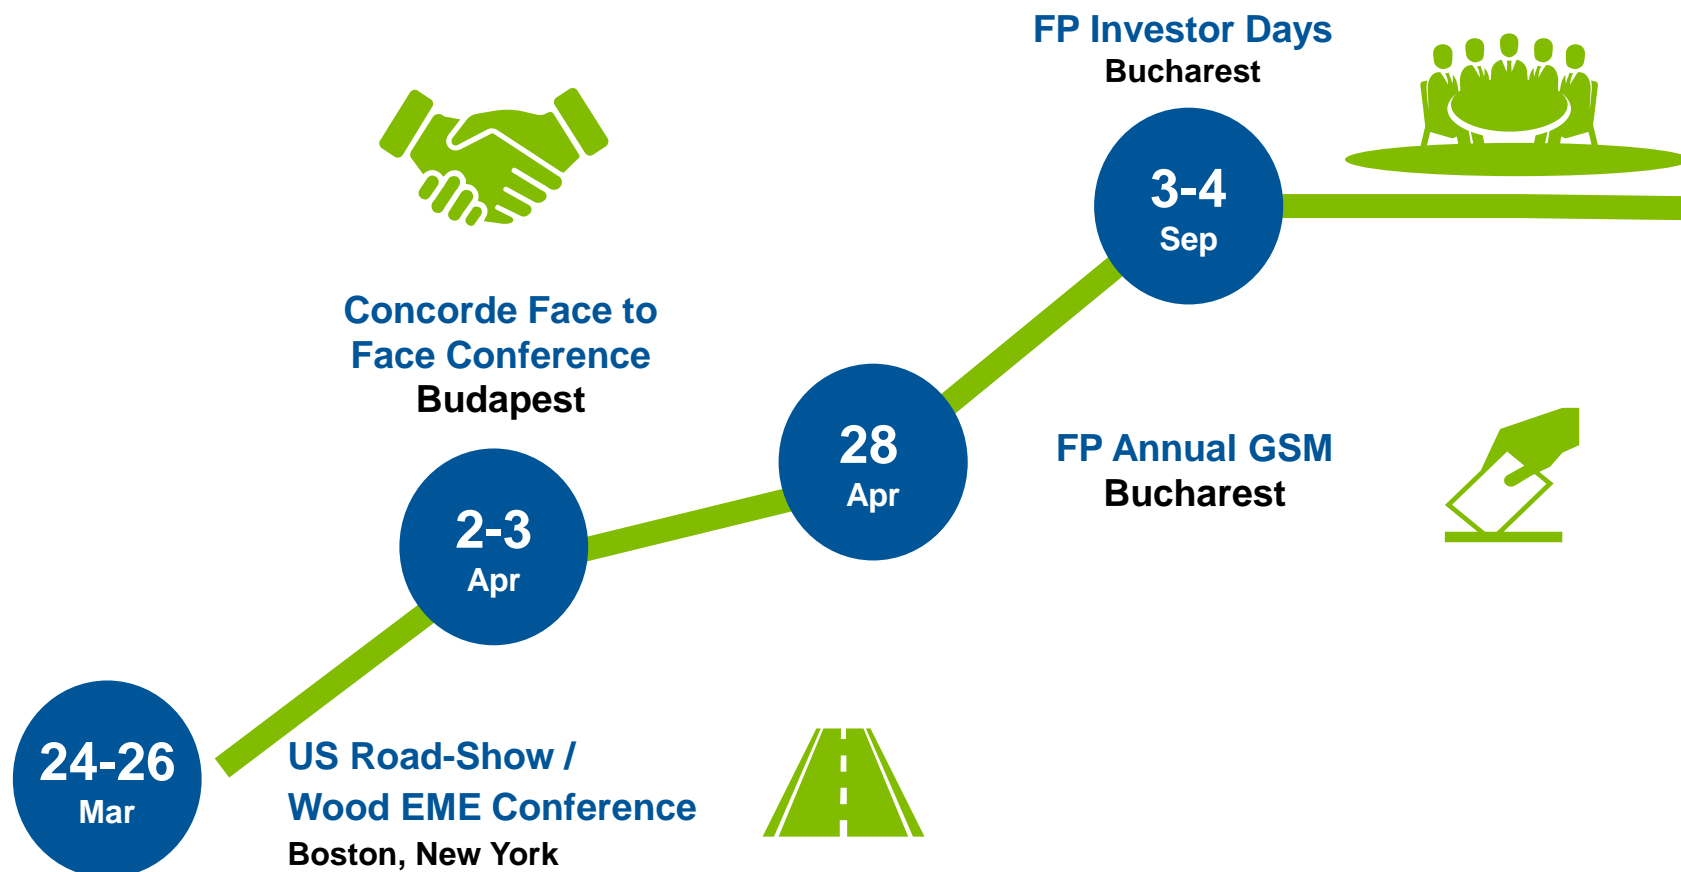 FP Investor Days
Bucharest
3-4
Sep
Concorde Face to
Face Conference
Budapest
2-3
Apr
28
Apr
FP Annual GSM
Bucharest
24-26
Mar
US Road-Show /
Wood EME Conference
Boston, New York